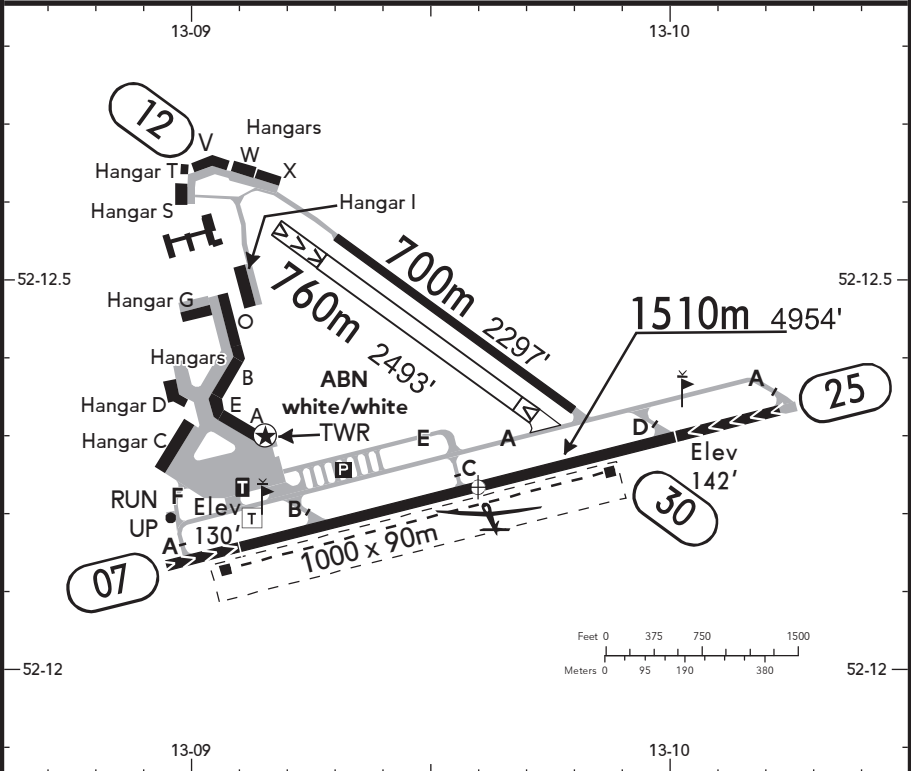 13-09
13-10
12
Hangars
V
W
X
Hangar T
Hangar S
Hangar I
52-12.5
52-12.5
700m
2297'
760m
2493'
1510m 4954'
Hangar G
O
Hangars
B
ABN
white/white
TWR
Hangar D
E
A
Hangar C
E
A
A
D
25
Elev
142'
C
P
T
RUN
UP
F
Elev
130'
T
B
A
30
1000 x 90m
07
Feet 0 375 750 1500
Meters 0 95 190 380
52-12
52-12
13-09
13-10